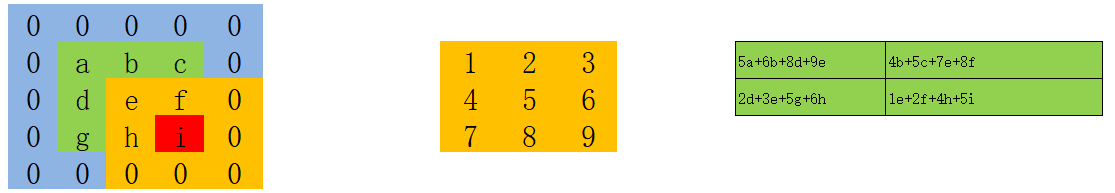 0 0 0 0 0
0 a b c 0
0 d e f 0
0 g h i 0
0 0 0 0 0
1 2 3
4 5 6
7 8 9
5a+6b+8d+9e 4b+5c+7e+8f
2d+3e+5g+6h 1e+2f+4h+5i